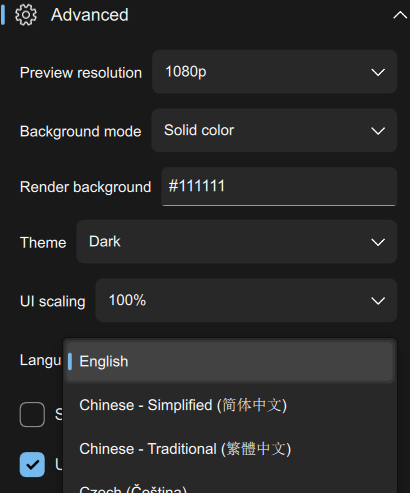 Advanced
Preview resolution 1080p
Background mode Solid color
Render background #111111
Theme Dark
UI scaling 100%
Langu English
Chinese - Simplified (简体中文)
Chinese - Traditional (繁體中文)
Czech (Čeština)